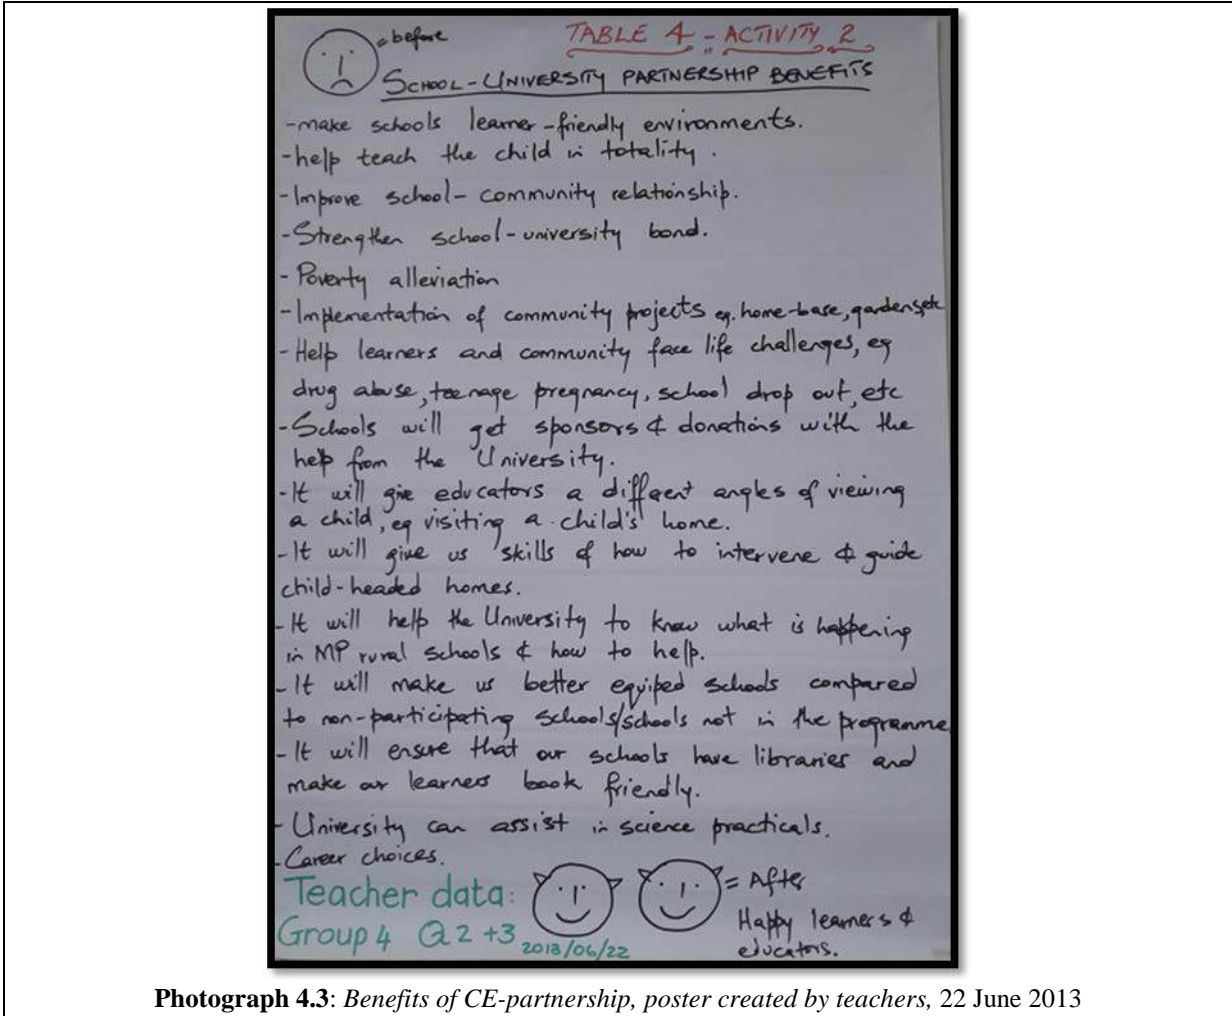 = before
TABLE 4 - ACTIVITY 2
SCHOOL-UNIVERSITY PARTNERSHIP BENEFITS
-make schools learner-friendly environments.
-help teach the child in totality.
-Improve school-community relationship.
-Strengthen school-university bond.
-Poverty alleviation
-Implementation of community projects eg. home-base, gardens, etc
-Help learners and community face life challenges, eg
drug abuse, teenage pregnancy, school drop out, etc
-Schools will get sponsors & donations with the
help from the University.
-It will give educators a different angles of viewing
a child, eg visiting a child's home.
-It will give us skills of how to intervene & guide
child-headed homes.
-It will help the University to know what is happening
in MP rural schools & how to help.
-It will make us better equiped schools compared
to non-participating schools/schools not in the programme
-It will ensure that our schools have libraries and
make our learners book friendly.
-University can assist in science practicals.
-Career choices.
= After
Happy learners &
educators.
Teacher data:
Group 4 Q2+3
2013/06/22
Photograph 4.3: Benefits of CE-partnership, poster created by teachers, 22 June 2013